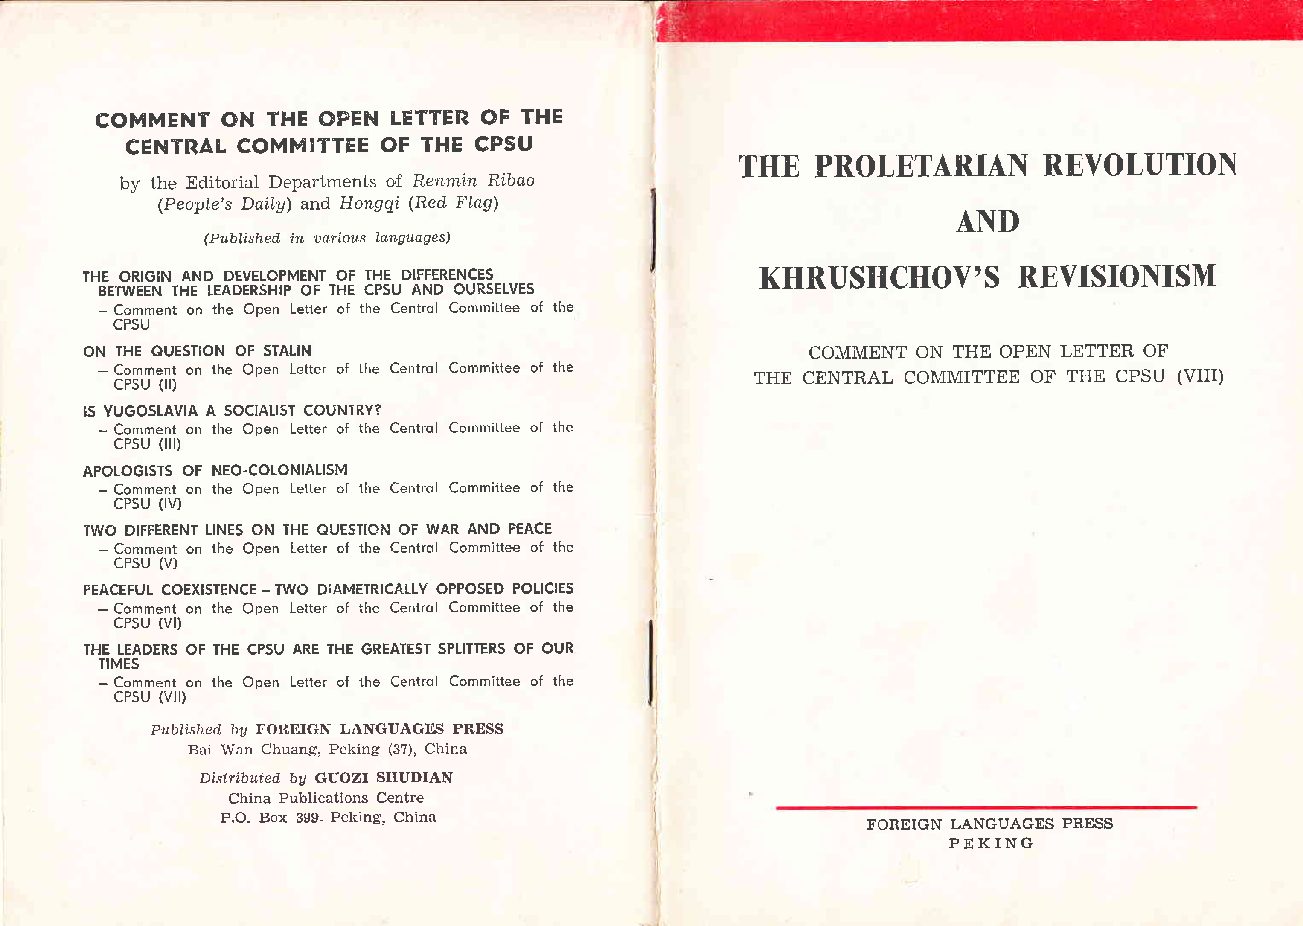 COMMENT ON THE OPEN LETTER OF THE
CENTRAL COMMITTEE OF THE CPSU
by the Editorial Departments of Renmin Ribao
(People's Daily) and Hongqi (Red Flag)
(Published in various languages)
THE ORIGIN AND DEVELOPMENT OF THE DIFFERENCES
BETWEEN THE LEADERSHIP OF THE CPSU AND OURSELVES
– Comment on the Open Letter of the Central Committee of the
CPSU
ON THE QUESTION OF STALIN
– Comment on the Open Letter of the Central Committee of the
CPSU (II)
IS YUGOSLAVIA A SOCIALIST COUNTRY?
– Comment on the Open Letter of the Central Committee of the
CPSU (III)
APOLOGISTS OF NEO-COLONIALISM
– Comment on the Open Letter of the Central Committee of the
CPSU (IV)
TWO DIFFERENT LINES ON THE QUESTION OF WAR AND PEACE
– Comment on the Open Letter of the Central Committee of the
CPSU (V)
PEACEFUL COEXISTENCE – TWO DIAMETRICALLY OPPOSED POLICIES
– Comment on the Open Letter of the Central Committee of the
CPSU (VI)
THE LEADERS OF THE CPSU ARE THE GREATEST SPLITTERS OF OUR
TIMES
– Comment on the Open Letter of the Central Committee of the
CPSU (VII)
Published by FOREIGN LANGUAGES PRESS
Bai Wan Chuang, Peking (37), China
Distributed by GUOZI SHUDIAN
China Publications Centre
P.O. Box 399, Peking, China
THE PROLETARIAN REVOLUTION
AND
KHRUSHCHOV'S REVISIONISM
COMMENT ON THE OPEN LETTER OF
THE CENTRAL COMMITTEE OF THE CPSU (VIII)
FOREIGN LANGUAGES PRESS
PEKING